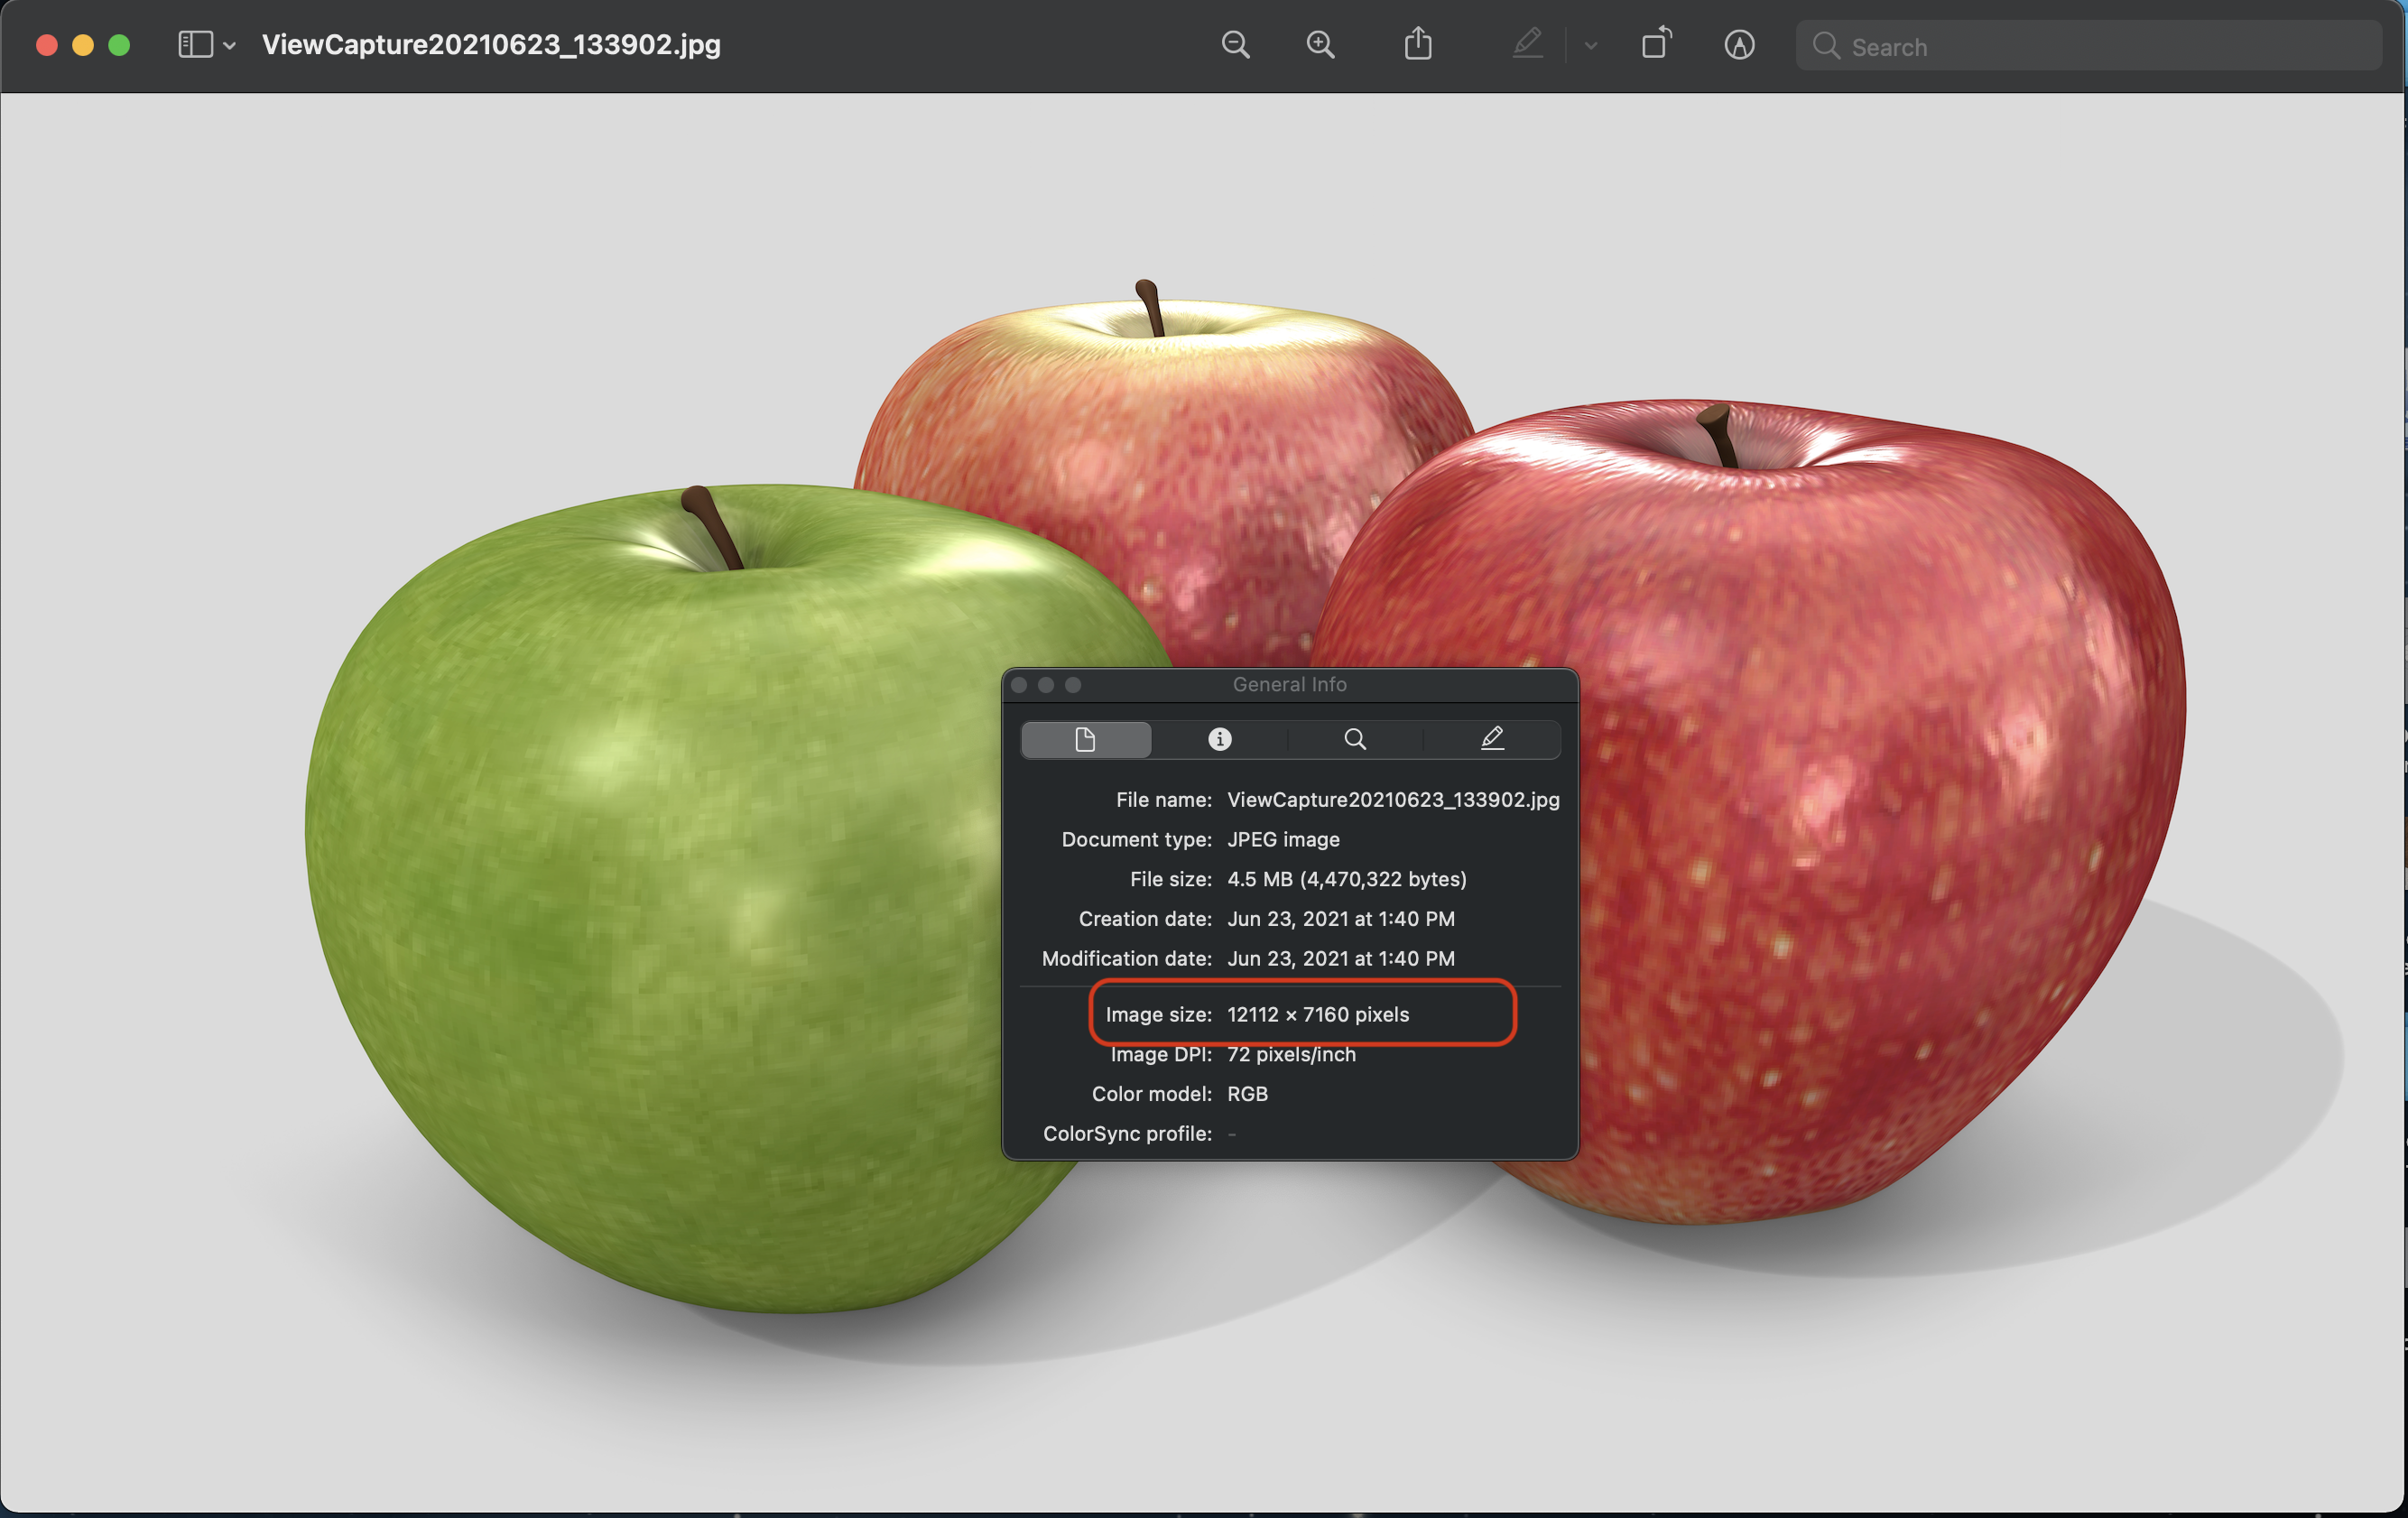 ViewCapture20210623_133902.jpg
Search
General Info
File name: ViewCapture20210623_133902.jpg
Document type: JPEG image
File size: 4.5 MB (4,470,322 bytes)
Creation date: Jun 23, 2021 at 1:40 PM
Modification date: Jun 23, 2021 at 1:40 PM
Image size: 12112 × 7160 pixels
Image DPI: 72 pixels/inch
Color model: RGB
ColorSync profile: -